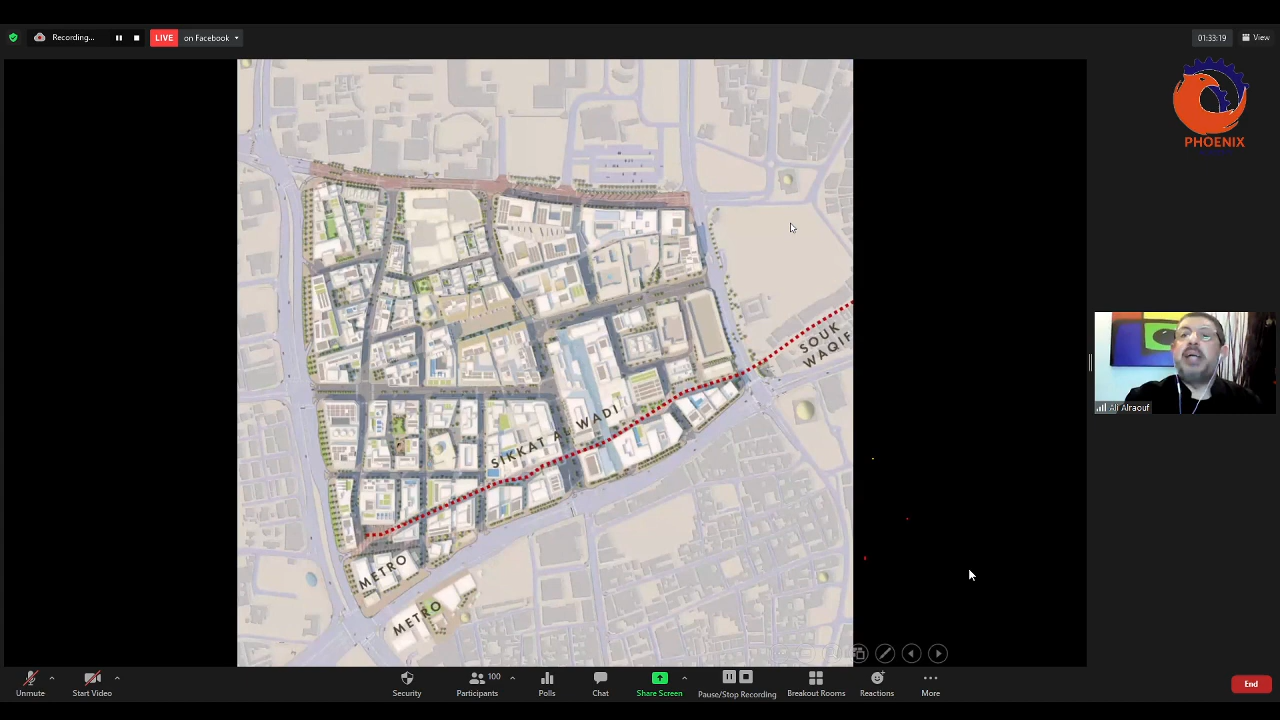 Recording...
LIVE
on Facebook
01:33:19
View
PHOENIX
SOUK
WAQIF
SIKKAT AL WADI
METRO
METRO
Ali Alraouf
Unmute
Start Video
Security
Participants
100
Polls
Chat
Share Screen
Pause/Stop Recording
Breakout Rooms
Reactions
More
End